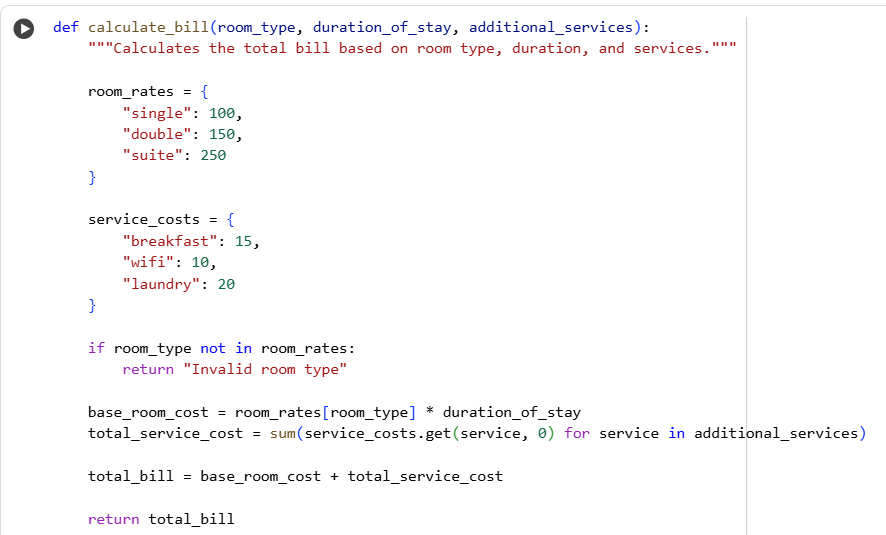 def calculate_bill(room_type, duration_of_stay, additional_services):
    """Calculates the total bill based on room type, duration, and services."""

    room_rates = {
        "single": 100,
        "double": 150,
        "suite": 250
    }

    service_costs = {
        "breakfast": 15,
        "wifi": 10,
        "laundry": 20
    }

    if room_type not in room_rates:
        return "Invalid room type"

    base_room_cost = room_rates[room_type] * duration_of_stay
    total_service_cost = sum(service_costs.get(service, 0) for service in additional_services)

    total_bill = base_room_cost + total_service_cost

    return total_bill